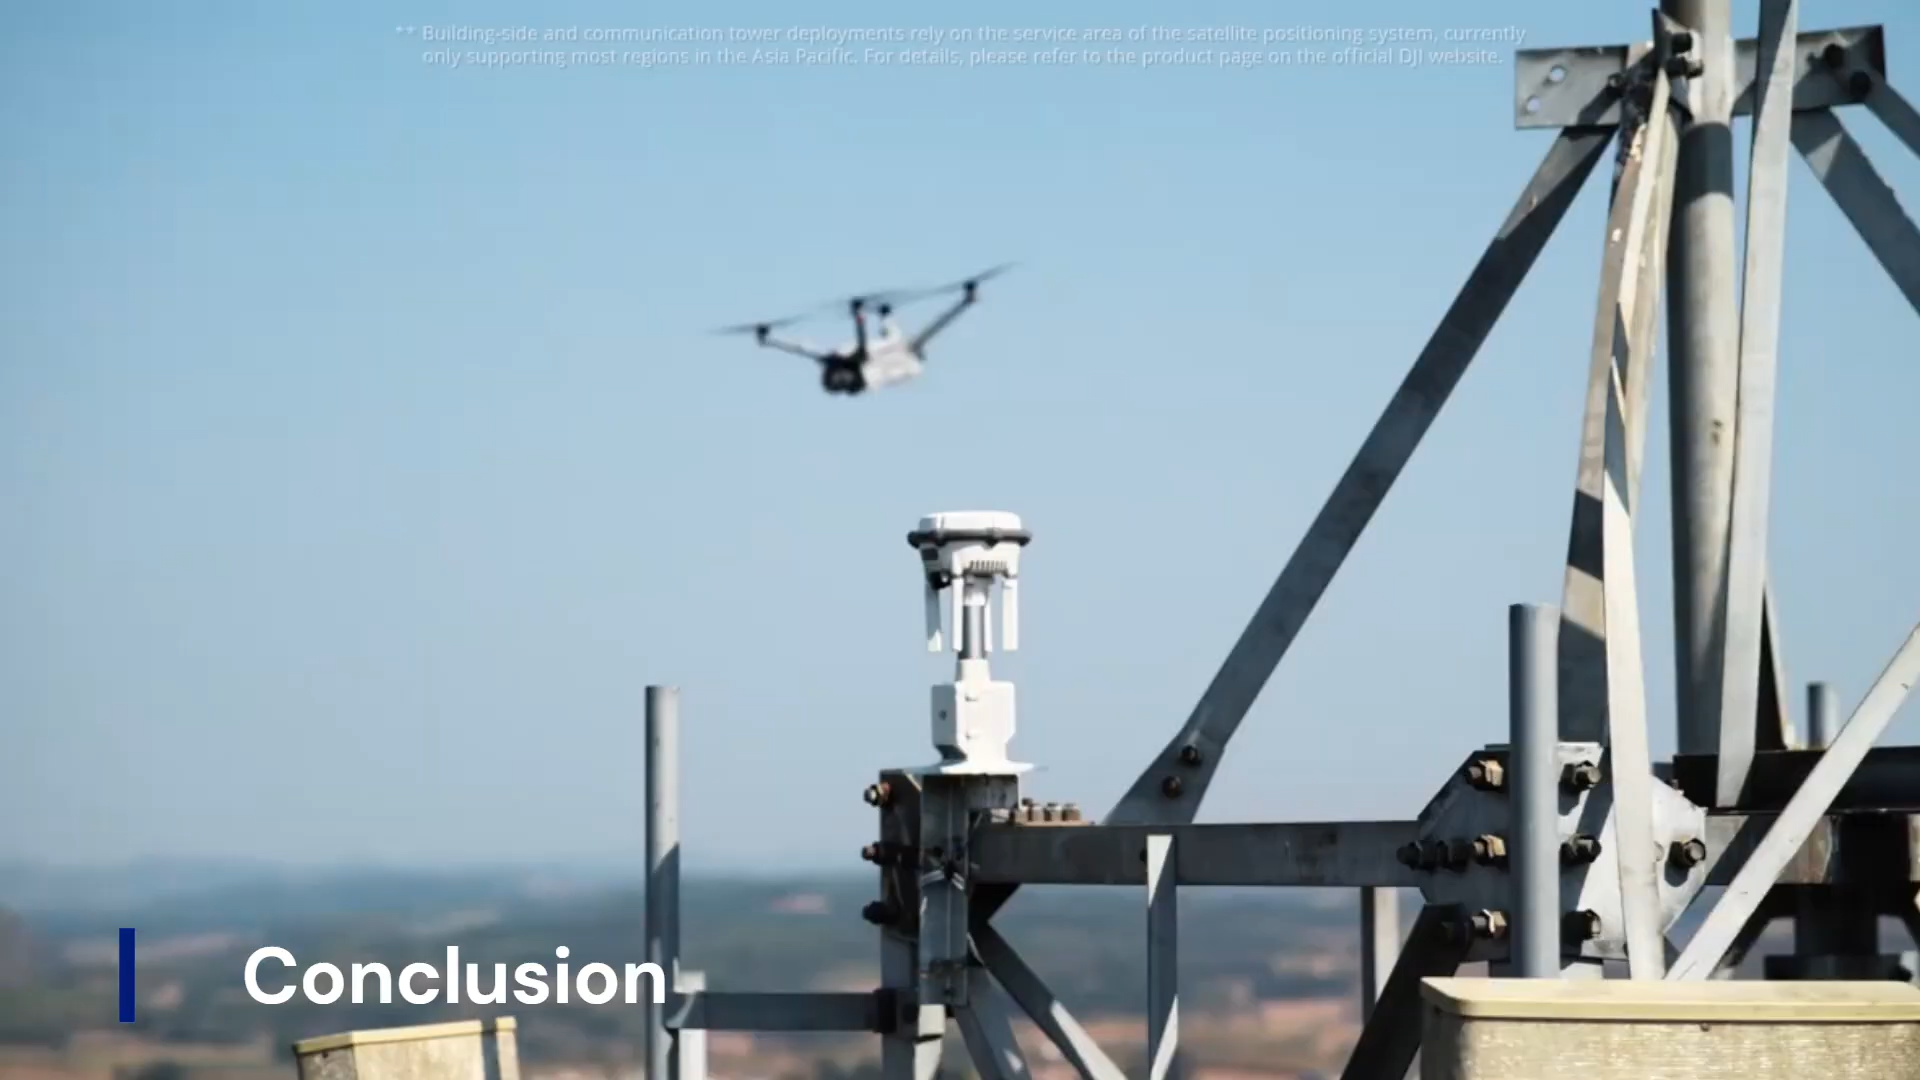 ** Building-side and communication tower deployments rely on the service area of the satellite positioning system, currently
only supporting most regions in the Asia Pacific. For details, please refer to the product page on the official DJI website.
Conclusion